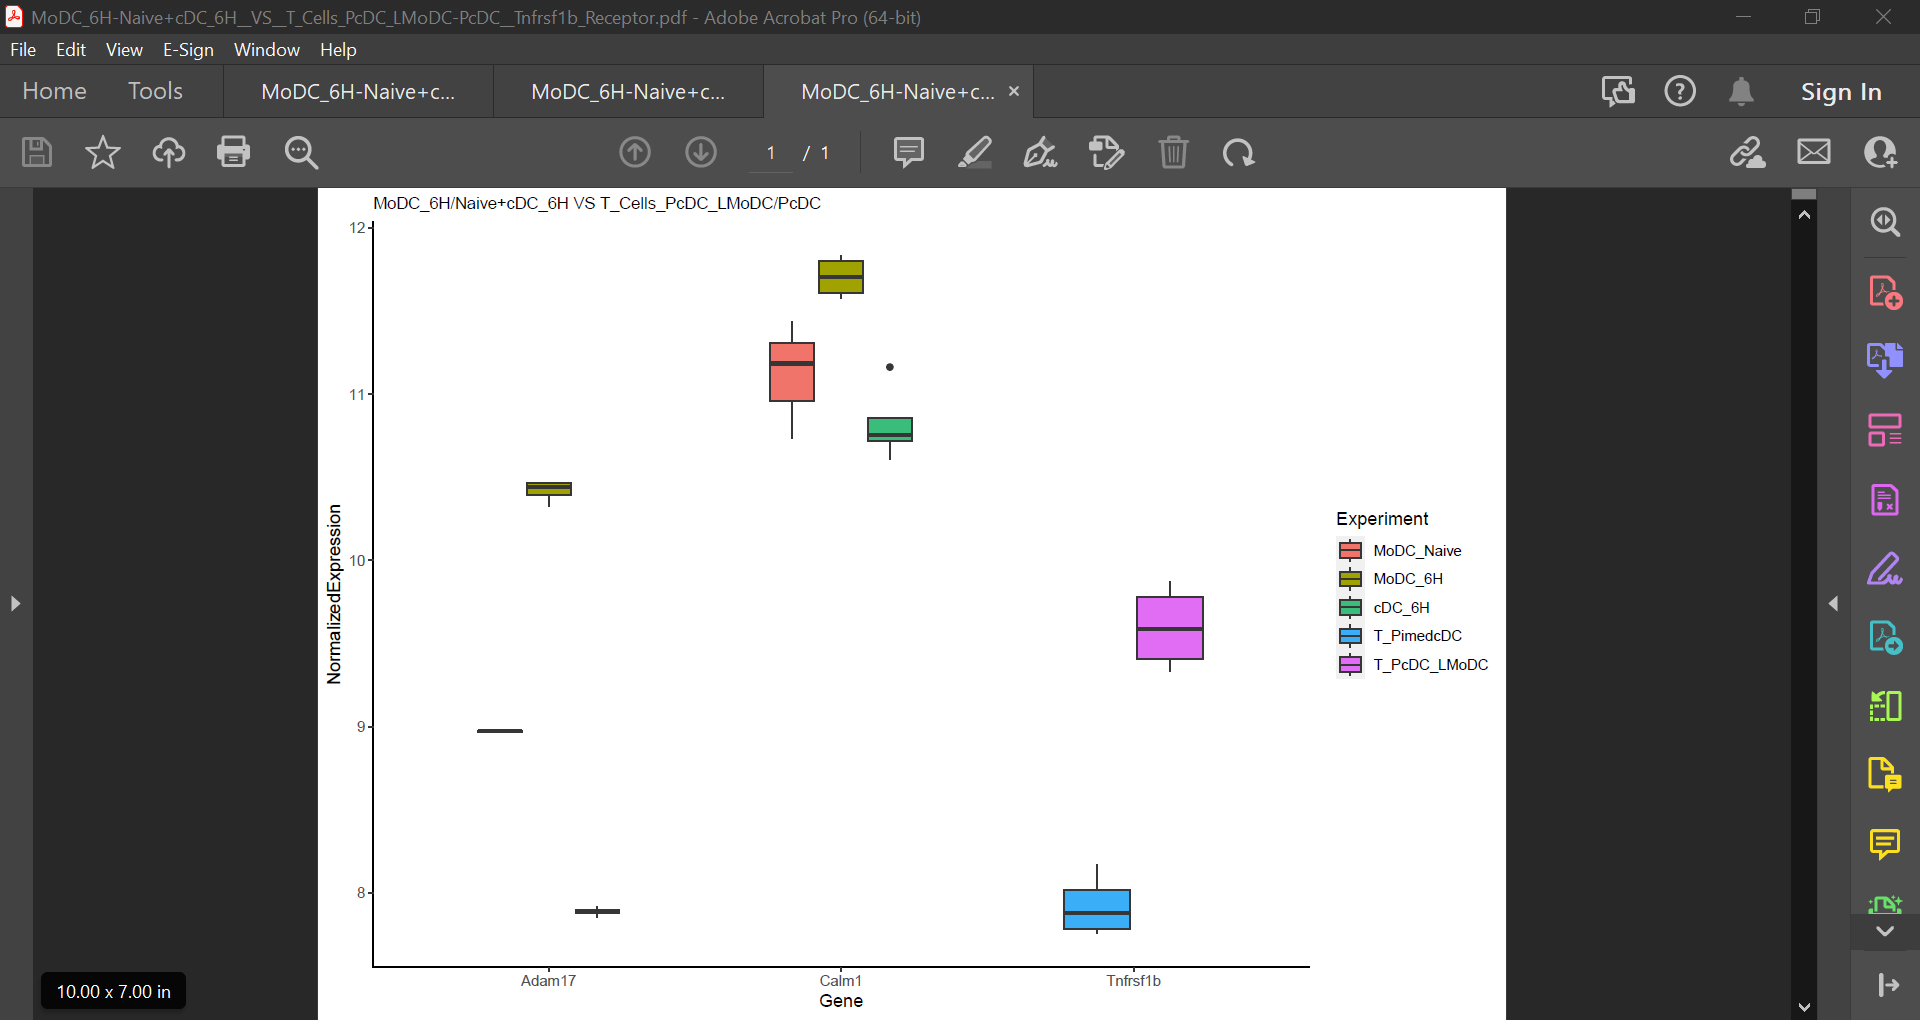 MoDC_6H-Naive+cDC_6H__VS__T_Cells_PcDC_LMoDC-PcDC__Tnfrsf1b_Receptor.pdf - Adobe Acrobat Pro (64-bit)
File Edit View E-Sign Window Help
Home Tools MoDC_6H-Naive+c... MoDC_6H-Naive+c... MoDC_6H-Naive+c... × Sign In
1 / 1
MoDC_6H/Naive+cDC_6H VS T_Cells_PcDC_LMoDC/PcDC
12
11
10
9
8
NormalizedExpression
Adam17 Calm1 Tnfrsf1b
Gene
Experiment
MoDC_Naive
MoDC_6H
cDC_6H
T_PimedcDC
T_PcDC_LMoDC
10.00 x 7.00 in